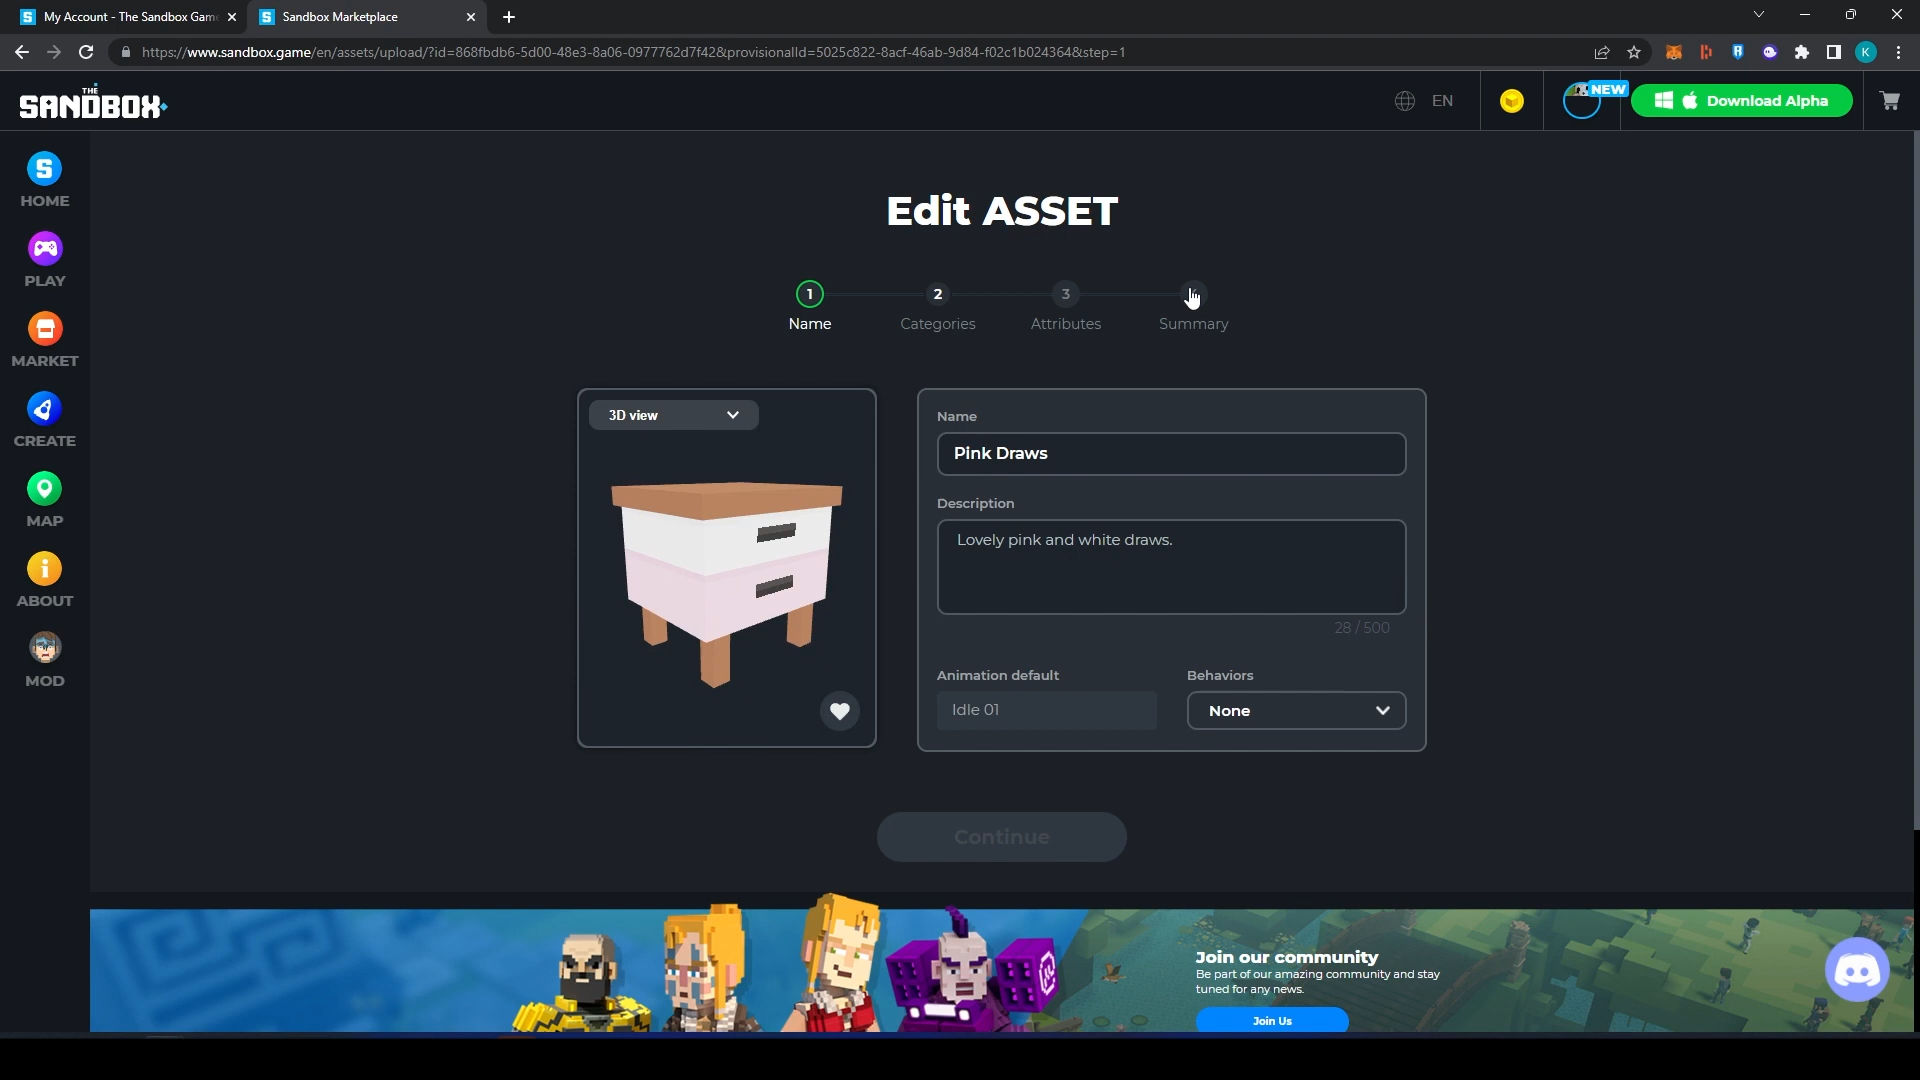 My Account - The Sandbox Gam
Sandbox Marketplace
https://www.sandbox.game/en/assets/upload/?id=868fbdb6-5d00-48e3-8a06-0977762d7f42&provisionalId=5025c822-8acf-46ab-9d84-f02c1b024364&step=1
K
THE
SANDBOX
EN
NEW
Download Alpha
S
HOME
PLAY
MARKET
CREATE
MAP
ABOUT
MOD
Edit ASSET
1
2
3
Name
Categories
Attributes
Summary
3D view
Name
Pink Draws
Description
Lovely pink and white draws.
28 / 500
Animation default
Behaviors
Idle 01
None
Continue
Join our community
Be part of our amazing community and stay
tuned for any news.
Join Us